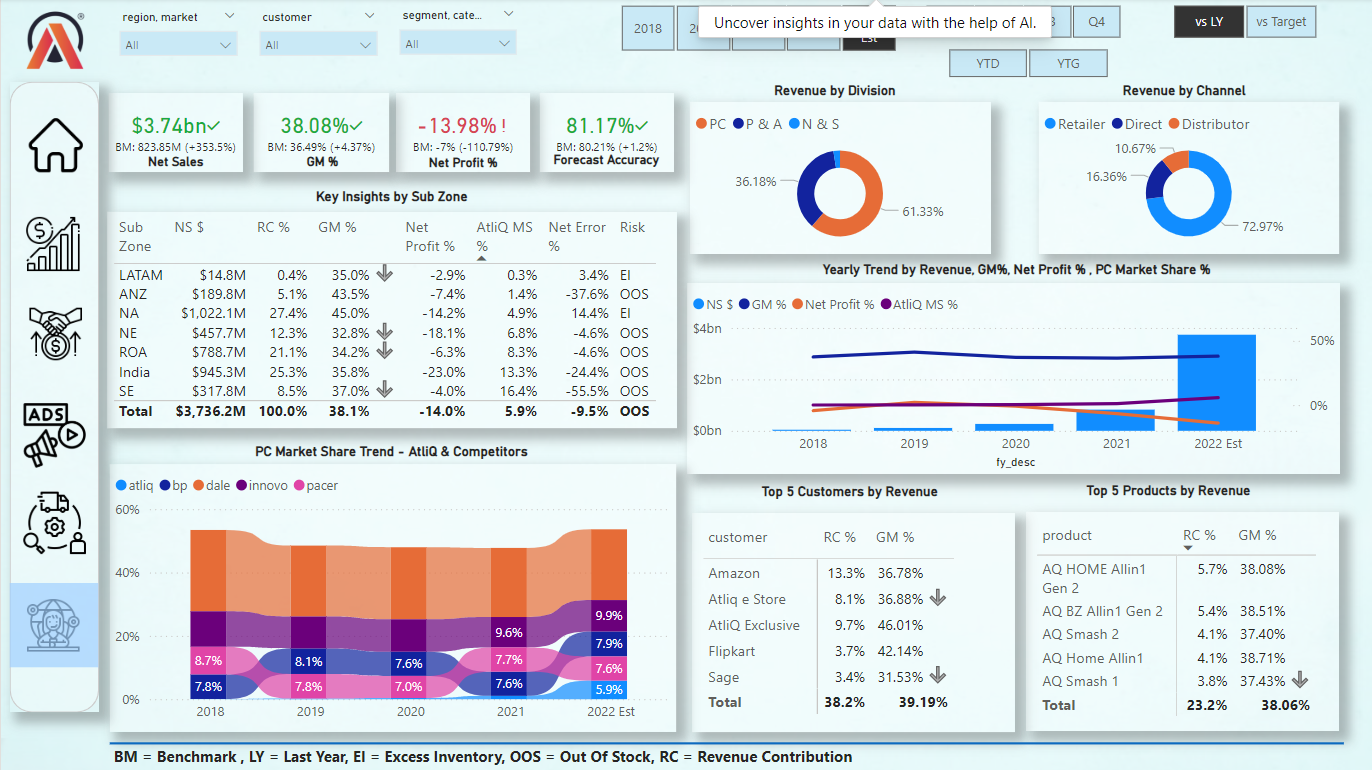 region, market
customer
segment, cate...
All
All
All
2018
Est
Q4
vs LY
vs Target
Uncover insights in your data with the help of AI.
YTD
YTG
$3.74bn✓
BM: 823.85M (+353.5%)
Net Sales
38.08%✓
BM: 36.49% (+4.37%)
GM %
-13.98% !
BM: -7% (-110.79%)
Net Profit %
81.17%✓
BM: 80.21% (+1.2%)
Forecast Accuracy
Revenue by Division
PC P & A N & S
36.18%
61.33%
Revenue by Channel
Retailer Direct Distributor
10.67%
16.36%
72.97%
Key Insights by Sub Zone
Sub Zone NS $ RC % GM % Net Profit % AtliQ MS % Net Error % Risk
LATAM $14.8M 0.4% 35.0% -2.9% 0.3% 3.4% EI
ANZ $189.8M 5.1% 43.5% -7.4% 1.4% -37.6% OOS
NA $1,022.1M 27.4% 45.0% -14.2% 4.9% 14.4% EI
NE $457.7M 12.3% 32.8% -18.1% 6.8% -4.6% OOS
ROA $788.7M 21.1% 34.2% -6.3% 8.3% -4.6% OOS
India $945.3M 25.3% 35.8% -23.0% 13.3% -24.4% OOS
SE $317.8M 8.5% 37.0% -4.0% 16.4% -55.5% OOS
Total $3,736.2M 100.0% 38.1% -14.0% 5.9% -9.5% OOS
Yearly Trend by Revenue, GM%, Net Profit % , PC Market Share %
NS $ GM % Net Profit % AtliQ MS %
$4bn
$2bn
$0bn
50%
0%
2018 2019 2020 2021 2022 Est
fy_desc
PC Market Share Trend - AtliQ & Competitors
atliq bp dale innovo pacer
60%
40%
20%
0%
8.7%
7.8%
8.1%
7.8%
7.6%
7.0%
9.6%
7.7%
7.6%
9.9%
7.9%
7.6%
5.9%
2018 2019 2020 2021 2022 Est
Top 5 Customers by Revenue
customer RC % GM %
Amazon 13.3% 36.78%
Atliq e Store 8.1% 36.88%
AtliQ Exclusive 9.7% 46.01%
Flipkart 3.7% 42.14%
Sage 3.4% 31.53%
Total 38.2% 39.19%
Top 5 Products by Revenue
product RC % GM %
AQ HOME Allin1 Gen 2 5.7% 38.08%
AQ BZ Allin1 Gen 2 5.4% 38.51%
AQ Smash 2 4.1% 37.40%
AQ Home Allin1 4.1% 38.71%
AQ Smash 1 3.8% 37.43%
Total 23.2% 38.06%
ADS
BM = Benchmark , LY = Last Year, EI = Excess Inventory, OOS = Out Of Stock, RC = Revenue Contribution